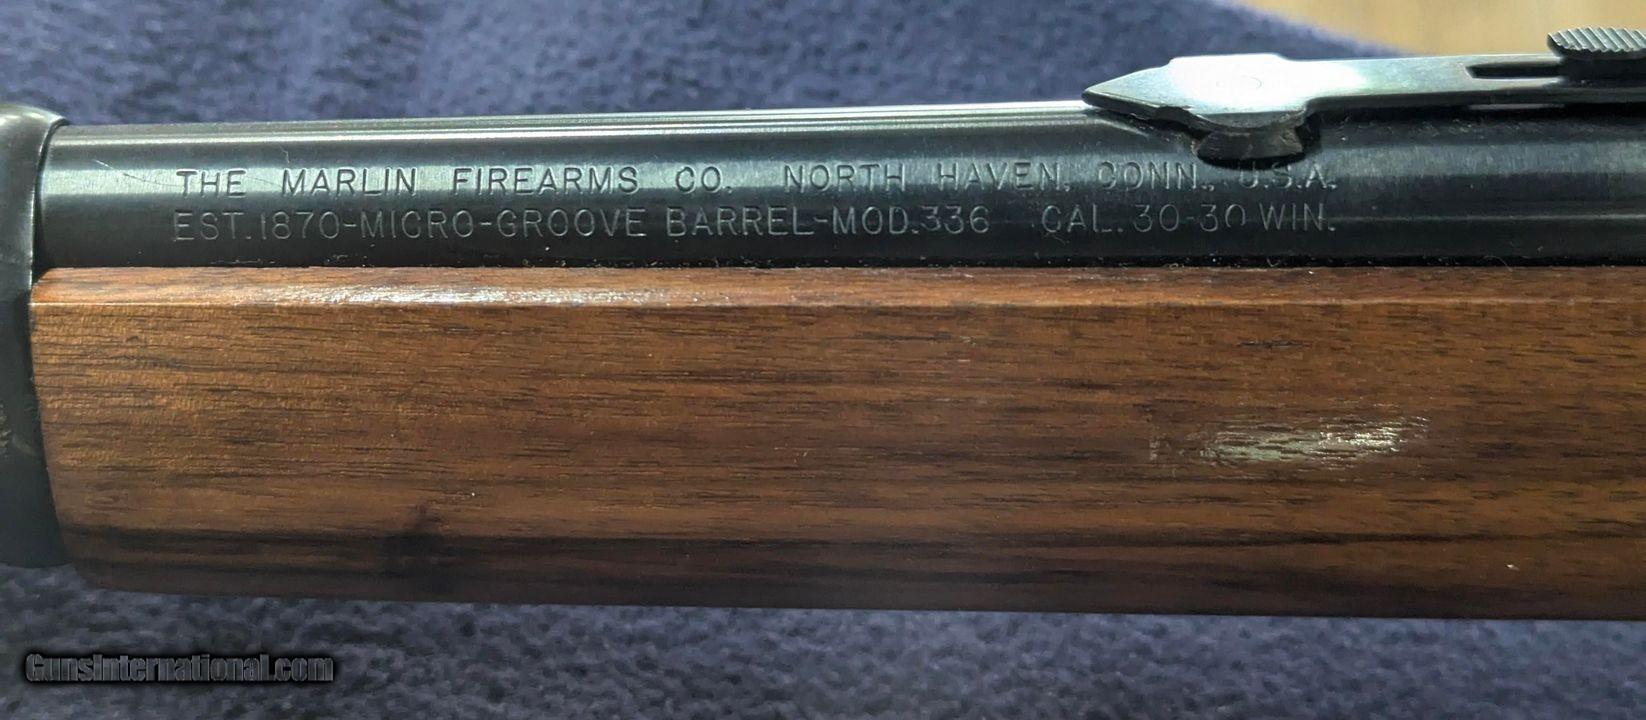 THE MARLIN FIREARMS CO. NORTH HAVEN, CONN., U.S.A.
EST. 1870-MICRO-GROOVE BARREL-MOD. 336 CAL. 30-30 WIN.
GunsInternational.com